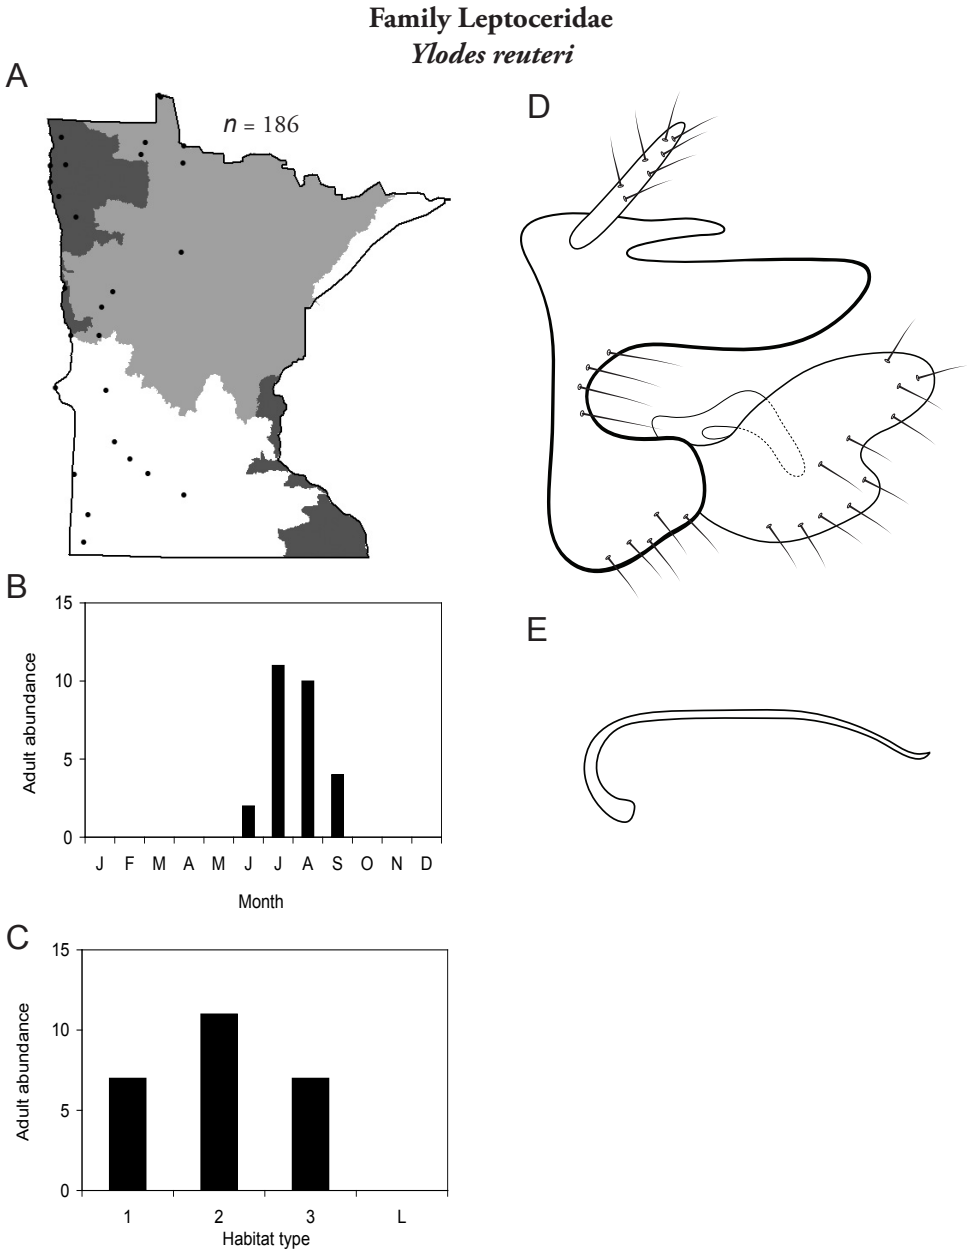 Family Leptoceridae
Ylodes reuteri
A
n = 186
D
B
15
10
5
0
Adult abundance
J F M A M J J A S O N D
Month
C
15
10
5
0
Adult abundance
1 2 3 L
Habitat type
E